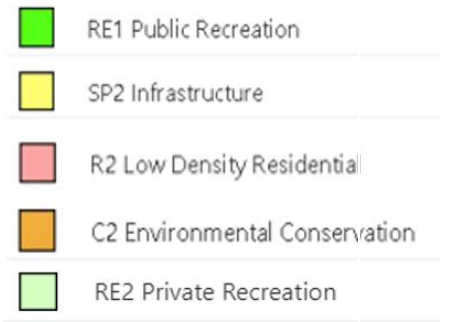 RE1 Public Recreation
SP2 Infrastructure
R2 Low Density Residential
C2 Environmental Conservation
RE2 Private Recreation